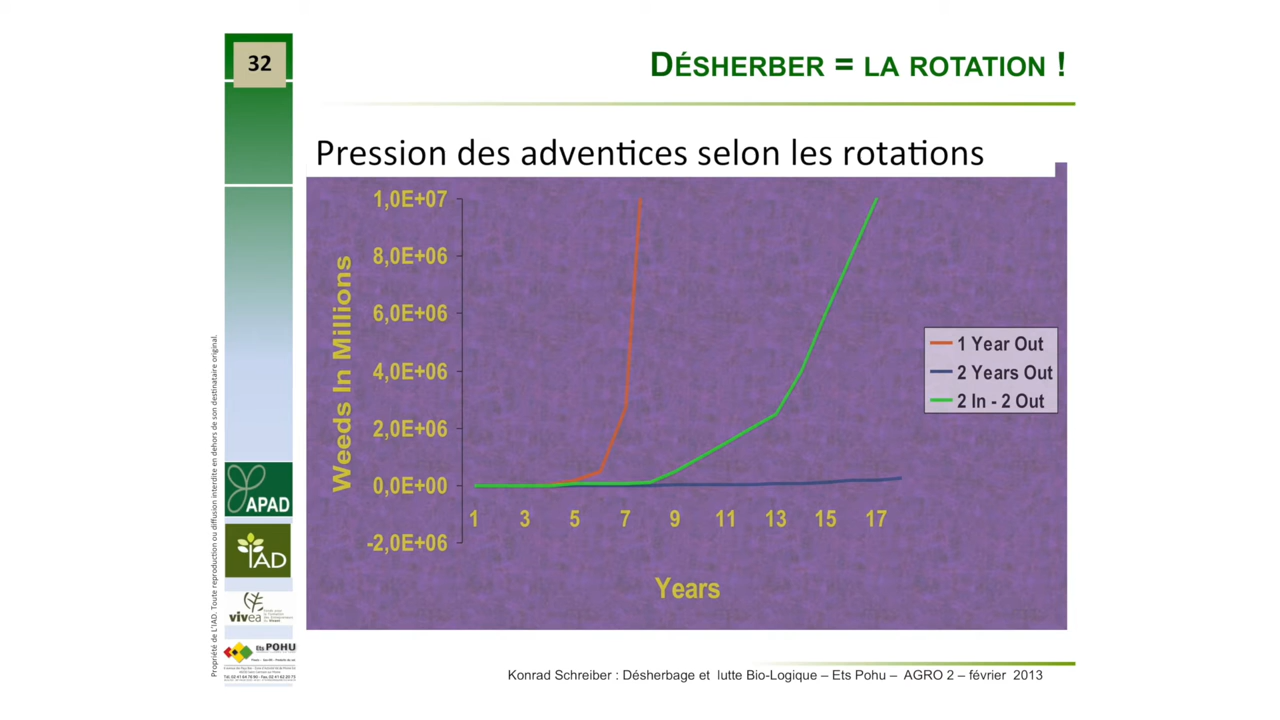 32
DÉSHERBER = LA ROTATION !
Pression des adventices selon les rotations
1,0E+07
8,0E+06
6,0E+06
4,0E+06
2,0E+06
0,0E+00
-2,0E+06
Weeds In Millions
1 3 5 7 9 11 13 15 17
Years
1 Year Out
2 Years Out
2 In - 2 Out
Propriété de L'IAD. Toute reproduction ou diffusion interdite en dehors de son destinataire original.
APAD
IAD
vivea
Ets POHU
Konrad Schreiber : Désherbage et lutte Bio-Logique – Ets Pohu – AGRO 2 – février 2013